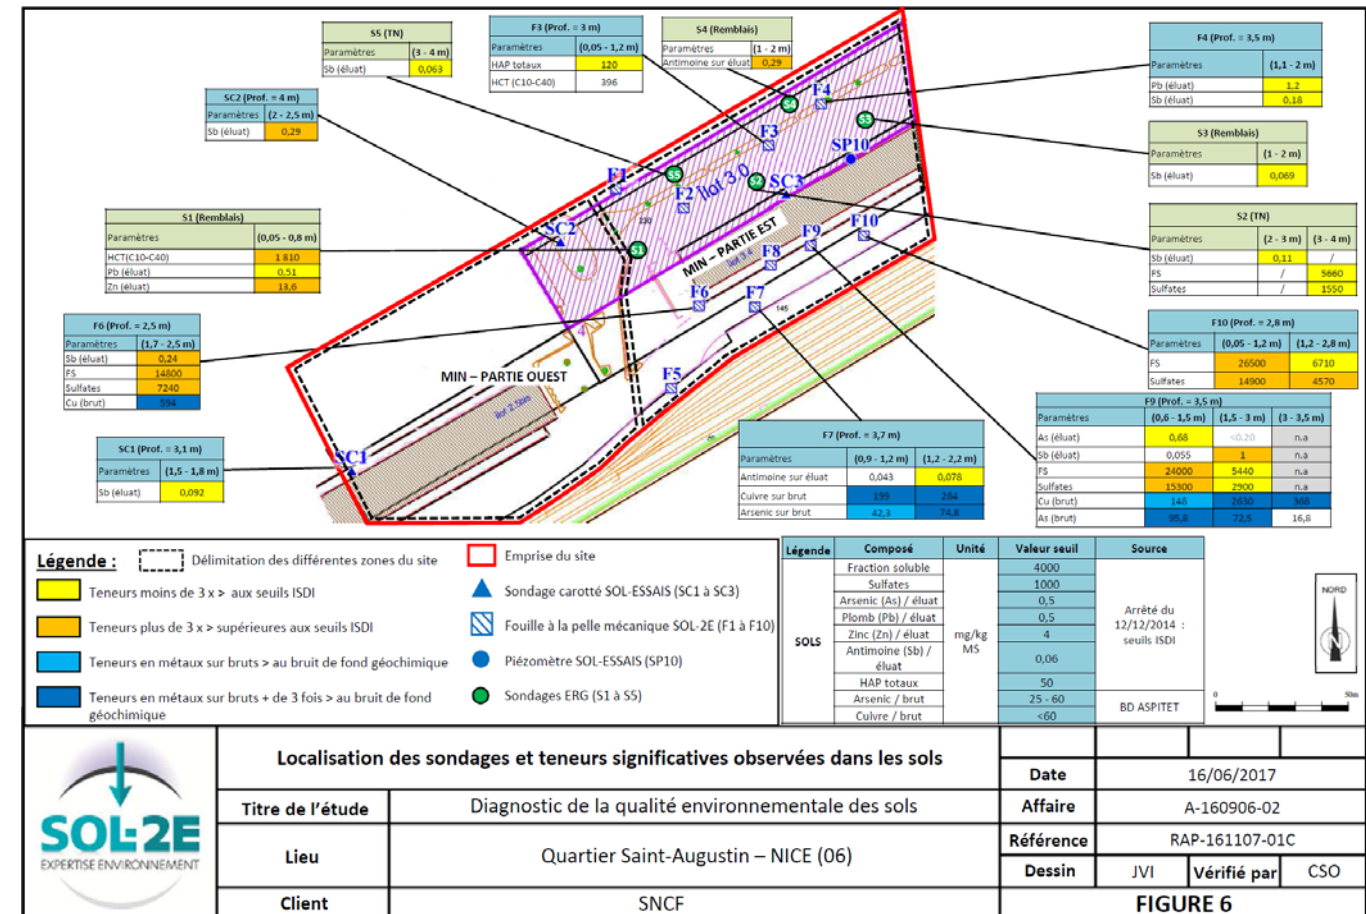 S5 (TN)
Paramètres (3 - 4 m)
Sb (éluat) 0,063
F3 (Prof. = 3 m)
Paramètres (0,05 - 1,2 m)
HAP totaux 120
HCT (C10-C40) 396
S4 (Remblais)
Paramètres (1 - 2 m)
Antimoine sur éluat 0,29
F4 (Prof. = 3,5 m)
Paramètres (1,1 - 2 m)
Pb (éluat) 1,2
Sb (éluat) 0,18
SC2 (Prof. = 4 m)
Paramètres (2 - 2,5 m)
Sb (éluat) 0,29
S3 (Remblais)
Paramètres (1 - 2 m)
Sb (éluat) 0,069
S1 (Remblais)
Paramètres (0,05 - 0,8 m)
HCT(C10-C40) 1 810
Pb (éluat) 0,51
Zn (éluat) 13,6
S2 (TN)
Paramètres (2 - 3 m) (3 - 4 m)
Sb (éluat) 0,11 /
FS / 5660
Sulfates / 1550
F6 (Prof. = 2,5 m)
Paramètres (1,7 - 2,5 m)
Sb (éluat) 0,24
FS 14800
Sulfates 7240
Cu (brut) 594
F10 (Prof. = 2,8 m)
Paramètres (0,05 - 1,2 m) (1,2 - 2,8 m)
FS 26500 6710
Sulfates 14900 4570
SC1 (Prof. = 3,1 m)
Paramètres (1,5 - 1,8 m)
Sb (éluat) 0,092
F7 (Prof. = 3,7 m)
Paramètres (0,9 - 1,2 m) (1,2 - 2,2 m)
Antimoine sur éluat 0,043 0,078
Cuivre sur brut 199 284
Arsenic sur brut 42,3 74,8
F9 (Prof. = 3,5 m)
Paramètres (0,6 - 1,5 m) (1,5 - 3 m) (3 - 3,5 m)
As (éluat) 0,68 <0.20 n.a
Sb (éluat) 0,055 1 n.a
FS 24000 5440 n.a
Sulfates 15300 2900 n.a
Cu (brut) 148 2630 368
As (brut) 95,8 72,5 16,8
F4
S4
S3
F3
SP10
S5
F1
F2
Îlot 3.0
S2
SC3
230
SC2
S1
F10
F9
MIN – PARTIE EST
îlot 3.4
F8
F6
F7
145
4
MIN – PARTIE OUEST
F5
îlot 2.5bis
SC1
Légende :
Délimitation des différentes zones du site
Teneurs moins de 3 x > aux seuils ISDI
Teneurs plus de 3 x > supérieures aux seuils ISDI
Teneurs en métaux sur bruts > au bruit de fond géochimique
Teneurs en métaux sur bruts + de 3 fois > au bruit de fond
géochimique
Emprise du site
Sondage carotté SOL-ESSAIS (SC1 à SC3)
Fouille à la pelle mécanique SOL-2E (F1 à F10)
Piézomètre SOL-ESSAIS (SP10)
Sondages ERG (S1 à S5)
Légende Composé Unité Valeur seuil Source
SOLS
Fraction soluble 4000
Sulfates 1000
Arsenic (As) / éluat 0,5
Plomb (Pb) / éluat 0,5
Zinc (Zn) / éluat 4
Antimoine (Sb) /
éluat 0,06
HAP totaux 50
Arsenic / brut 25 - 60
Cuivre / brut <60
mg/kg
MS
Arrêté du
12/12/2014 :
seuils ISDI
BD ASPITET
NORD
N
0 50m
SOL-2E
EXPERTISE ENVIRONNEMENT
Localisation des sondages et teneurs significatives observées dans les sols
Titre de l'étude Diagnostic de la qualité environnementale des sols
Lieu Quartier Saint-Augustin – NICE (06)
Client SNCF
Date 16/06/2017
Affaire A-160906-02
Référence RAP-161107-01C
Dessin JVI Vérifié par CSO
FIGURE 6